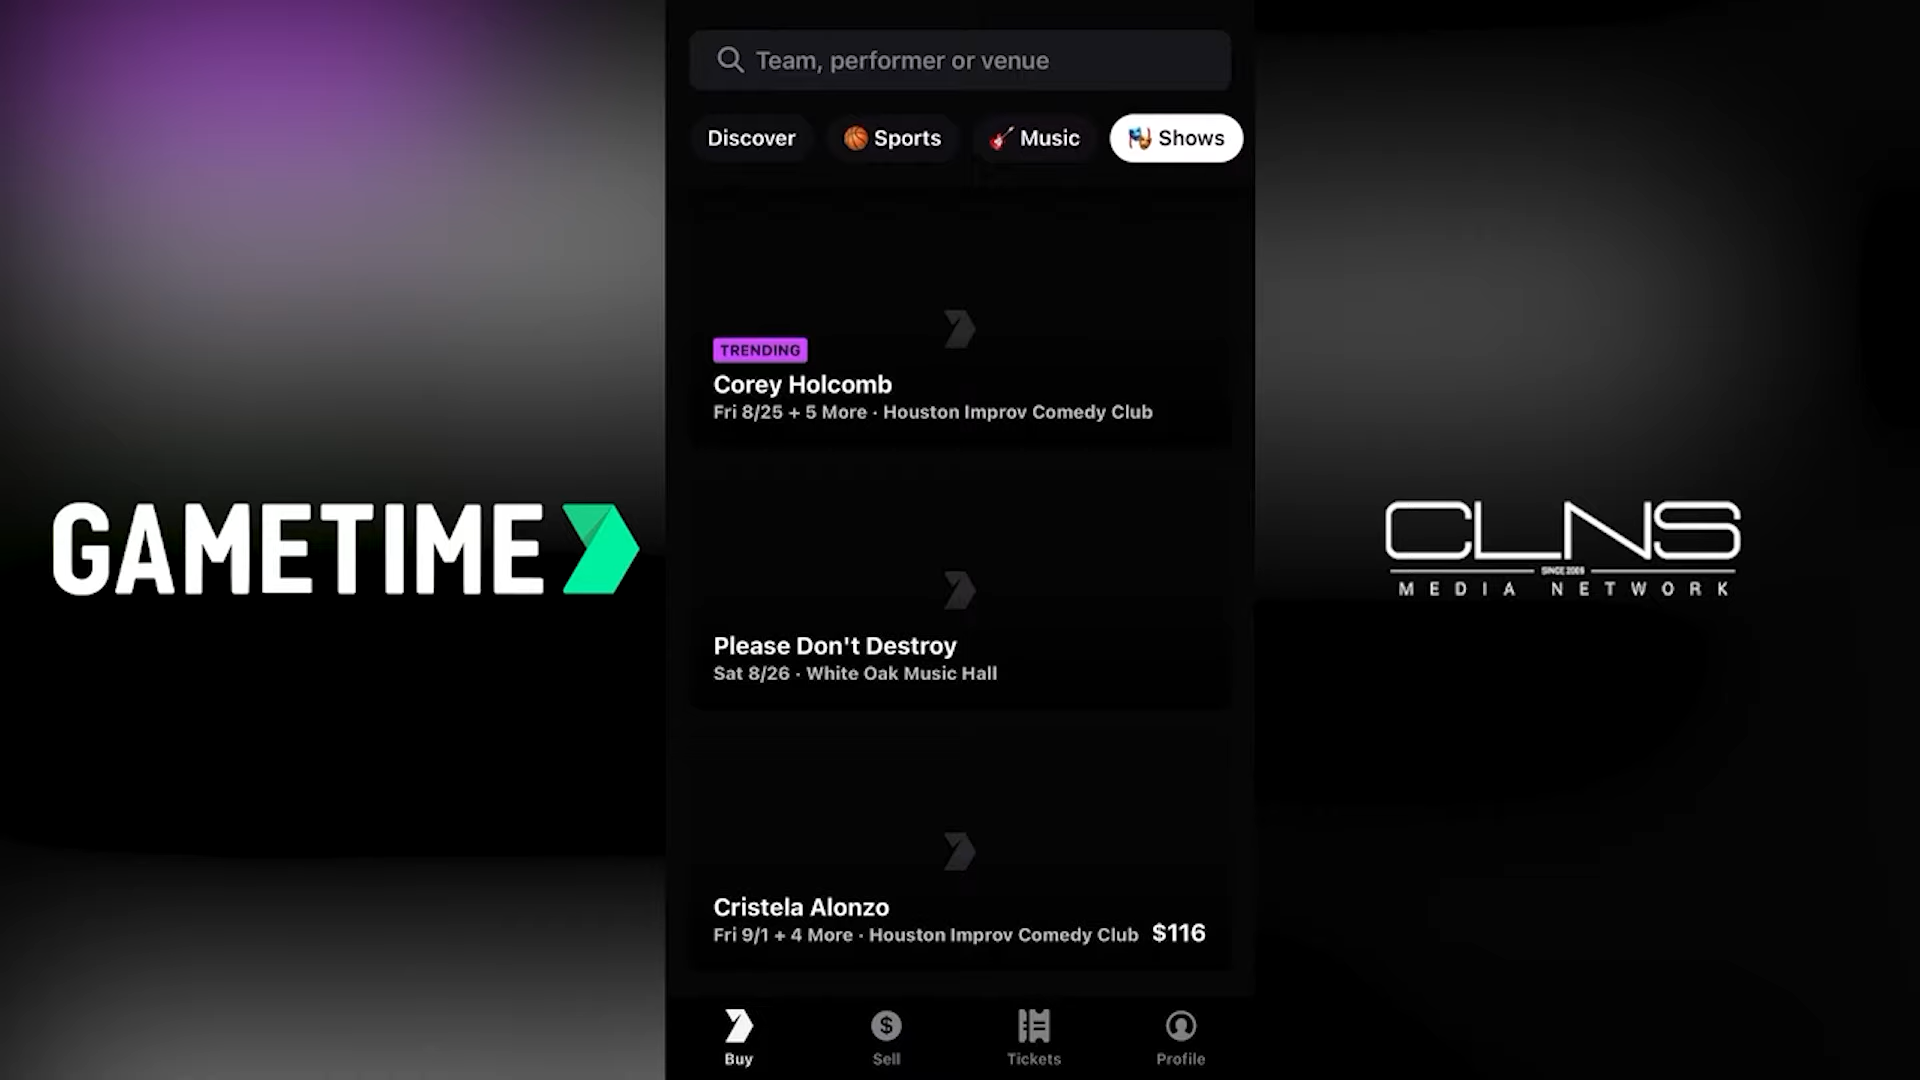 Team, performer or venue
Discover
Sports
Music
Shows
TRENDING
Corey Holcomb
Fri 8/25 + 5 More · Houston Improv Comedy Club
GAMETIME
CLNS
SINCE 2009
MEDIA NETWORK
Please Don't Destroy
Sat 8/26 · White Oak Music Hall
Cristela Alonzo
Fri 9/1 + 4 More · Houston Improv Comedy Club $116
Buy
Sell
Tickets
Profile